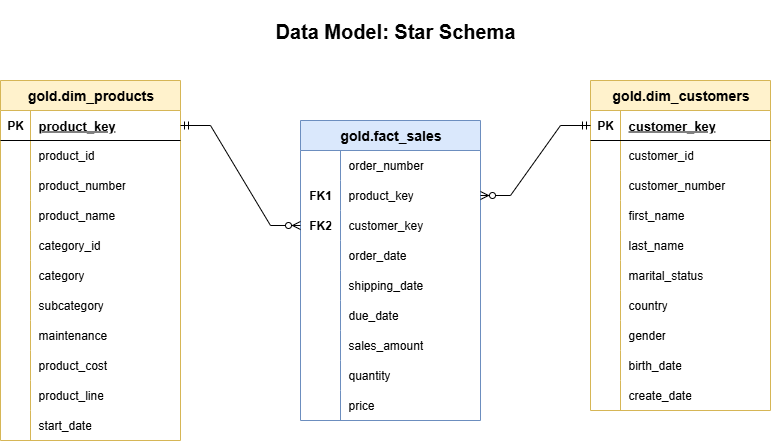 Data Model: Star Schema
gold.dim_products
PK product_key
product_id
product_number
product_name
category_id
category
subcategory
maintenance
product_cost
product_line
start_date
gold.fact_sales
order_number
FK1 product_key
FK2 customer_key
order_date
shipping_date
due_date
sales_amount
quantity
price
gold.dim_customers
PK customer_key
customer_id
customer_number
first_name
last_name
marital_status
country
gender
birth_date
create_date